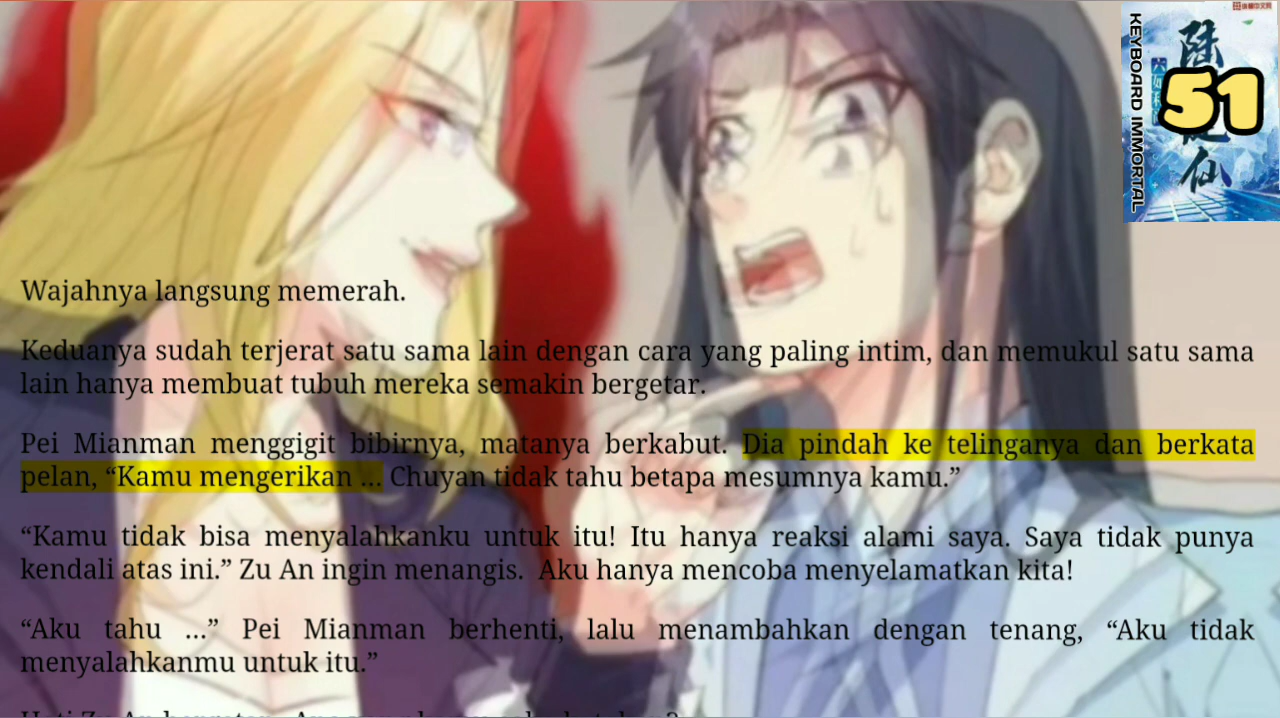 KEYBOARD IMMORTAL
51
仙
Wajahnya langsung memerah.
Keduanya sudah terjerat satu sama lain dengan cara yang paling intim, dan memukul satu sama
lain hanya membuat tubuh mereka semakin bergetar.
Pei Mianman menggigit bibirnya, matanya berkabut. Dia pindah ke telinganya dan berkata
pelan, “Kamu mengerikan ... Chuyan tidak tahu betapa mesumnya kamu.”
“Kamu tidak bisa menyalahkanku untuk itu! Itu hanya reaksi alami saya. Saya tidak punya
kendali atas ini.” Zu An ingin menangis.  Aku hanya mencoba menyelamatkan kita!
“Aku tahu ...” Pei Mianman berhenti, lalu menambahkan dengan tenang, “Aku tidak
menyalahkanmu untuk itu.”